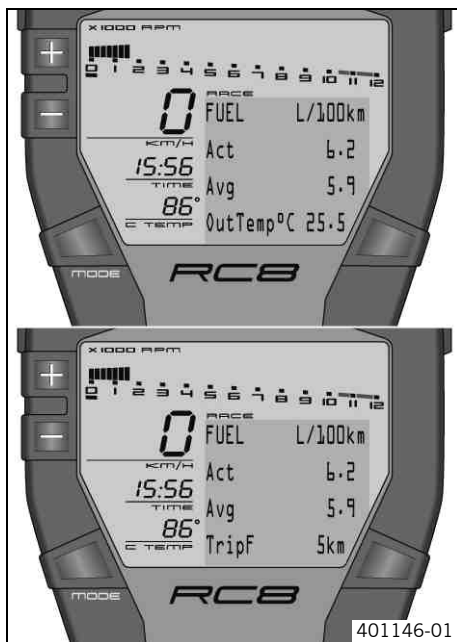 X1000 RPM
0 1 2 3 4 5 6 7 8 9 10 11 12
RACE
0 FUEL L/100km
KM/H
Act 6.2
15:56
TIME
Avg 5.9
86°
C TEMP
OutTemp°C 25.5
MODE RC8
X1000 RPM
0 1 2 3 4 5 6 7 8 9 10 11 12
RACE
0 FUEL L/100km
KM/H
Act 6.2
15:56
TIME
Avg 5.9
86°
C TEMP
TripF 5km
MODE RC8
401146-01